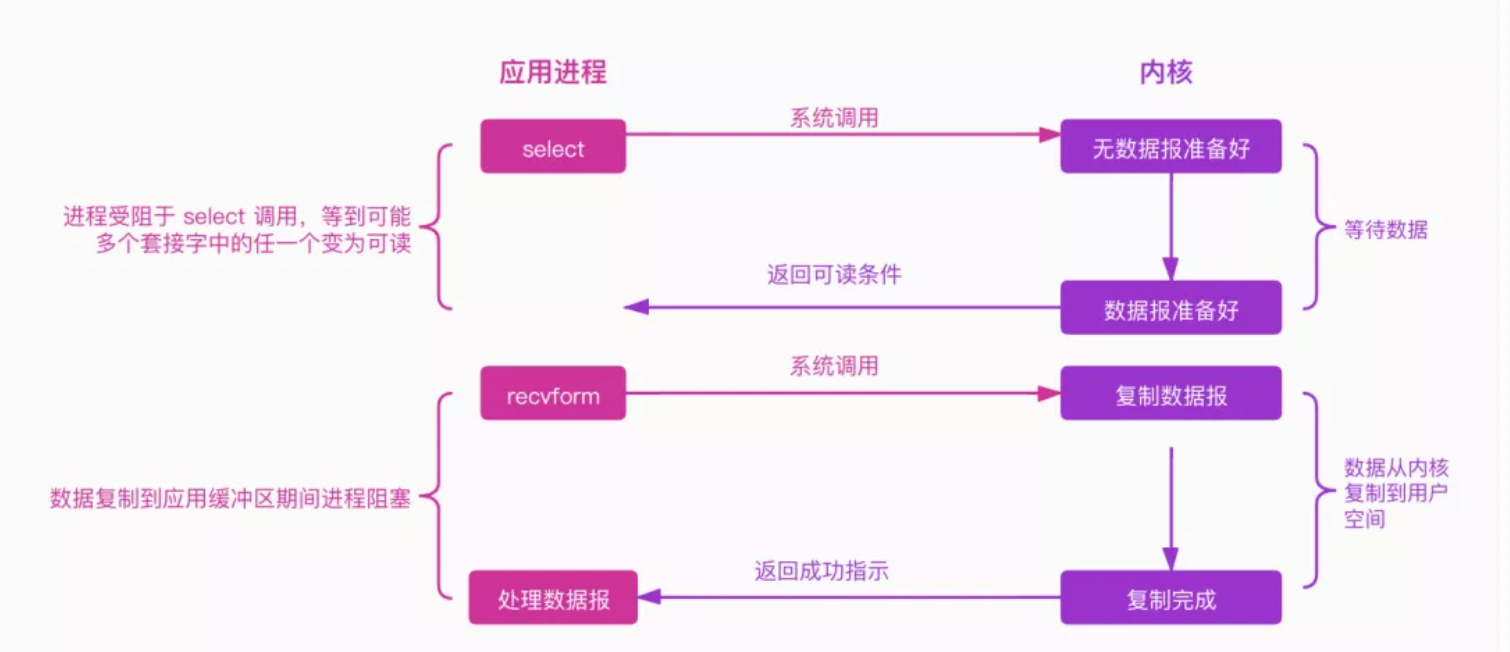 应用进程
内核
系统调用
select
无数据报准备好
进程受阻于 select 调用，等到可能
多个套接字中的任一个变为可读
等待数据
返回可读条件
数据报准备好
系统调用
recvform
复制数据报
数据复制到应用缓冲区期间进程阻塞
数据从内核
复制到用户
空间
返回成功指示
处理数据报
复制完成